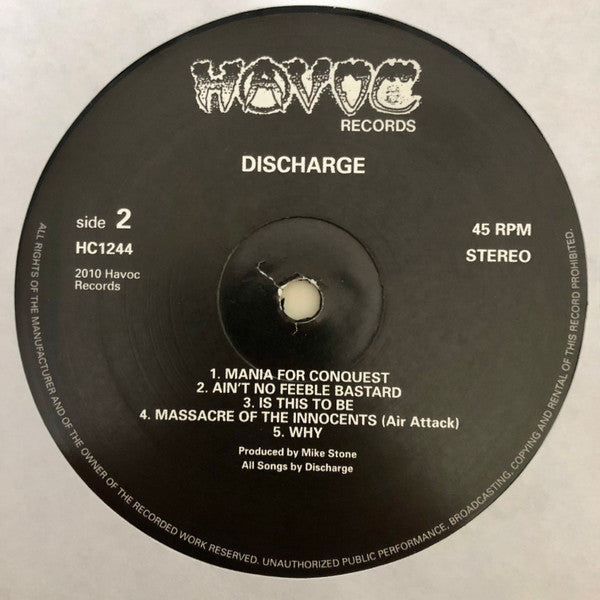 HAVOC
RECORDS
DISCHARGE
side 2
45 RPM
HC1244
STEREO
2010 Havoc
Records
1. MANIA FOR CONQUEST
2. AIN'T NO FEEBLE BASTARD
3. IS THIS TO BE
4. MASSACRE OF THE INNOCENTS (Air Attack)
5. WHY
Produced by Mike Stone
All Songs by Discharge
ALL RIGHTS OF THE MANUFACTURER AND OF THE OWNER OF THE RECORDED WORK RESERVED. UNAUTHORIZED PUBLIC PERFORMANCE, BROADCASTING, COPYING AND RENTAL OF THIS RECORD PROHIBITED.